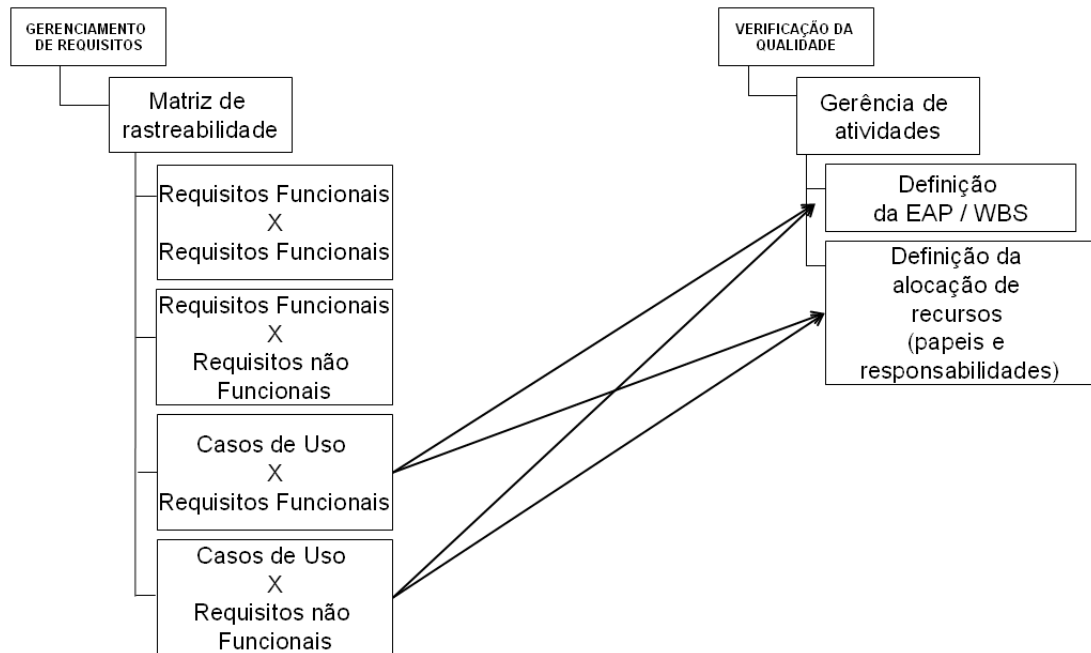 GERENCIAMENTO
DE REQUISITOS
Matriz de
rastreabilidade
Requisitos Funcionais
X
Requisitos Funcionais
Requisitos Funcionais
X
Requisitos não
Funcionais
Casos de Uso
X
Requisitos Funcionais
Casos de Uso
X
Requisitos não
Funcionais
VERIFICAÇÃO DA
QUALIDADE
Gerência de
atividades
Definição
da EAP / WBS
Definição da
alocação de
recursos
(papeis e
responsabilidades)